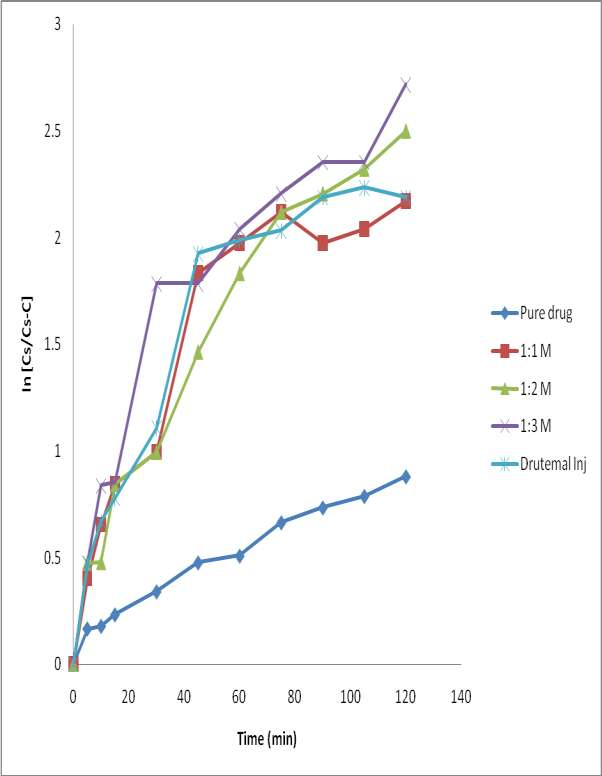 3
2.5
2
1.5
1
0.5
0
ln [Cs/Cs-C]
0 20 40 60 80 100 120 140
Time (min)
Pure drug
1:1 M
1:2 M
1:3 M
Drutemal Inj